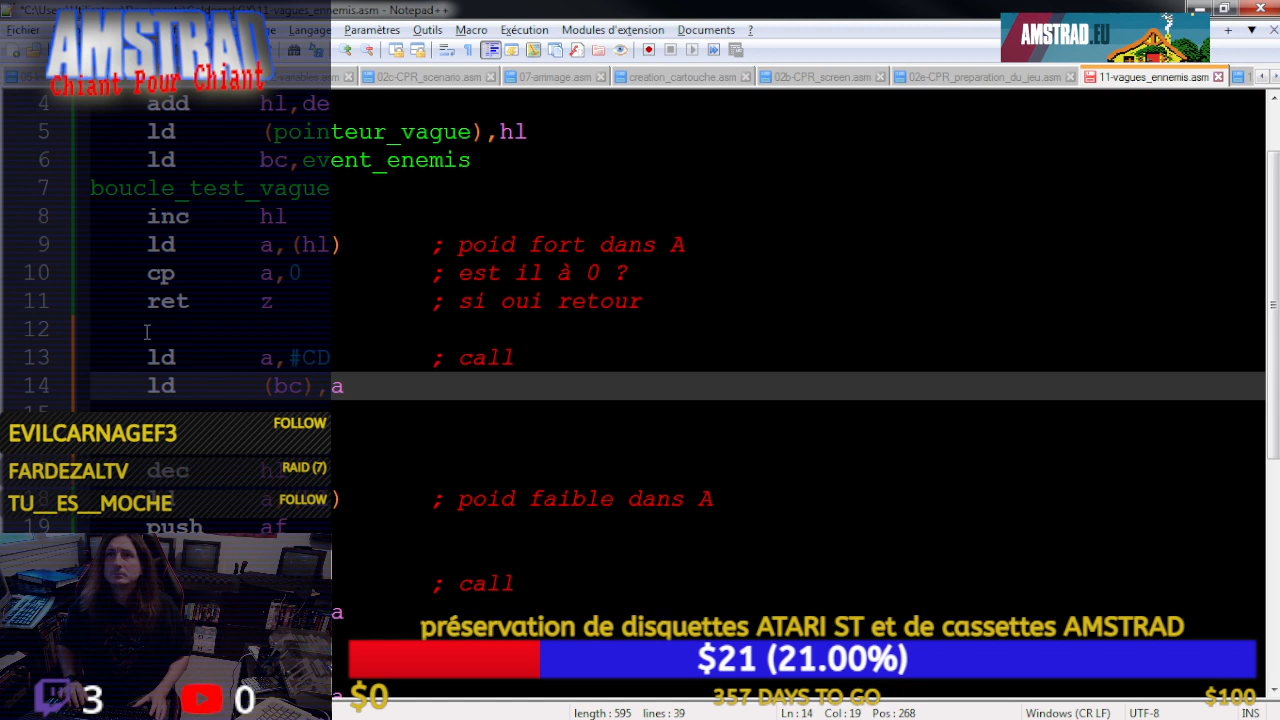 Notepad++
Fichier
Langage Paramètres Outils Macro Exécution Modules d'extension Documents ?
AMSTRAD
Chiant Pour Chiant
AMSTRAD.EU
02c-CPR_scenario.asm 07-arrimage.asm 02b-CPR_screen.asm 02e-CPR_preparation_du_jeu.asm 11-vagues_ennemis.asm
4 add hl,de
5 ld (pointeur_vague),hl
6 ld bc,event_enemis
7 boucle_test_vague
8 inc hl
9 ld a,(hl) ; poid fort dans A
10 cp a,0 ; est il à 0 ?
11 ret z ; si oui retour
12
13 ld a,#CD ; call
14 ld (bc),a
EVILCARNAGEF3 FOLLOW
FARDEZALTV RAID (7)
dec
TU__ES__MOCHE FOLLOW
) ; poid faible dans A
19 push af
; call
a
préservation de disquettes ATARI ST et de cassettes AMSTRAD
$21 (21.00%)
3 0 $0 357 DAYS TO GO $100
length : 595 lines : 39 Ln : 14 Col : 19 Pos : 268 Windows (CR LF) UTF-8 INS